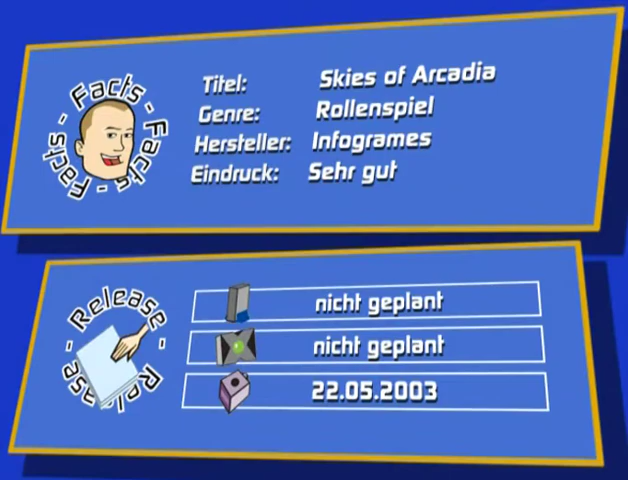 - Facts - Facts - Facts
Titel: Skies of Arcadia
Genre: Rollenspiel
Hersteller: Infogrames
Eindruck: Sehr gut
- Release - Release
nicht geplant
nicht geplant
22.05.2003